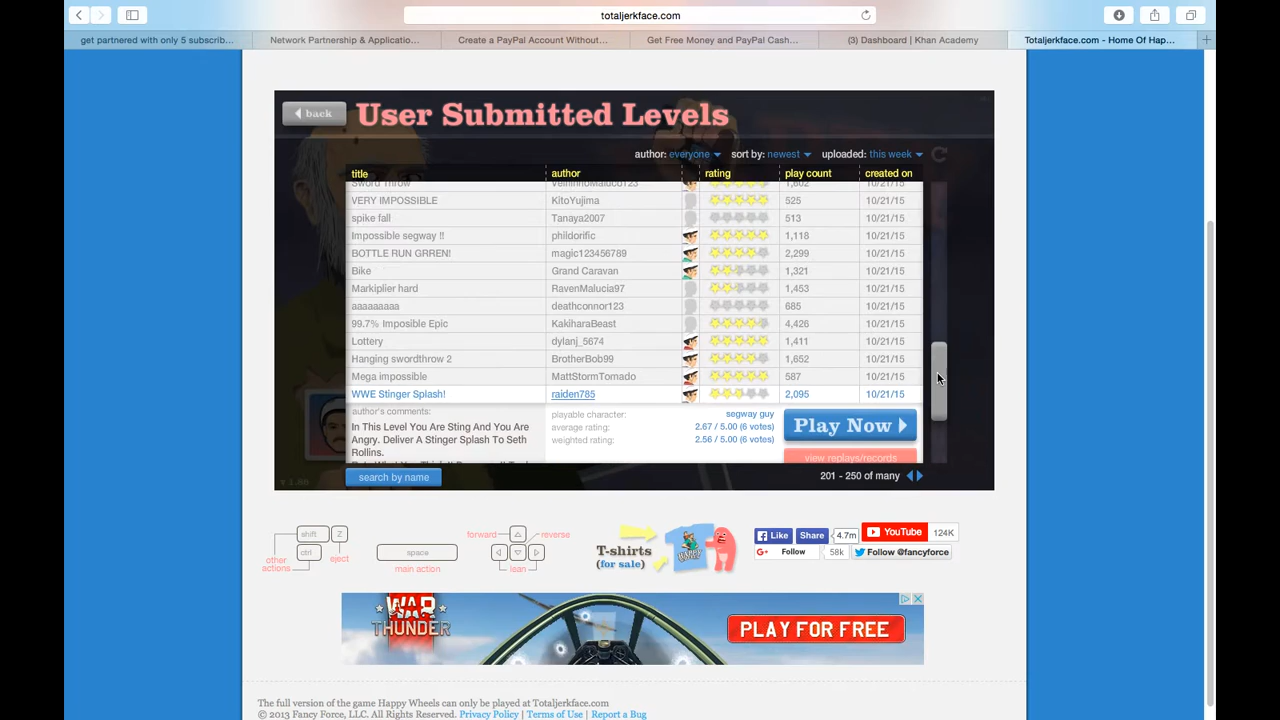 totaljerkface.com
get partnered with only 5 subscrib...
Network Partnership & Applicatio...
Create a PayPal Account Without...
Get Free Money and PayPal Cash...
(3) Dashboard | Khan Academy
Totaljerkface.com - Home Of Hap...
back
User Submitted Levels
author: everyone sort by: newest uploaded: this week
title author rating play count created on
Sword Throw VelhinhoMaluco123 1,602 10/21/15
VERY IMPOSSIBLE KitoYujima 525 10/21/15
spike fall Tanaya2007 513 10/21/15
Impossible segway !! phildorific 1,118 10/21/15
BOTTLE RUN GRREN! magic123456789 2,299 10/21/15
Bike Grand Caravan 1,321 10/21/15
Markiplier hard RavenMalucia97 1,453 10/21/15
aaaaaaaaa deathconnor123 685 10/21/15
99.7% Imposible Epic KakiharaBeast 4,426 10/21/15
Lottery dylanj_5674 1,411 10/21/15
Hanging swordthrow 2 BrotherBob99 1,652 10/21/15
Mega impossible MattStormTornado 587 10/21/15
WWE Stinger Splash! raiden785 2,095 10/21/15
author's comments:
In This Level You Are Sting And You Are
Angry. Deliver A Stinger Splash To Seth
Rollins.
playable character: segway guy
average rating: 2.67 / 5.00 (6 votes)
weighted rating: 2.56 / 5.00 (6 votes)
Play Now
view replays/records
search by name
201 - 250 of many
shift Z
ctrl
other
actions
eject
space
main action
forward reverse
lean
T-shirts
(for sale)
HAPPY
Like Share 4.7m YouTube 124K
G+ Follow 58k Follow @fancyforce
WAR
THUNDER
PLAY FOR FREE
The full version of the game Happy Wheels can only be played at Totaljerkface.com
© 2013 Fancy Force, LLC. All Rights Reserved. Privacy Policy | Terms of Use | Report a Bug